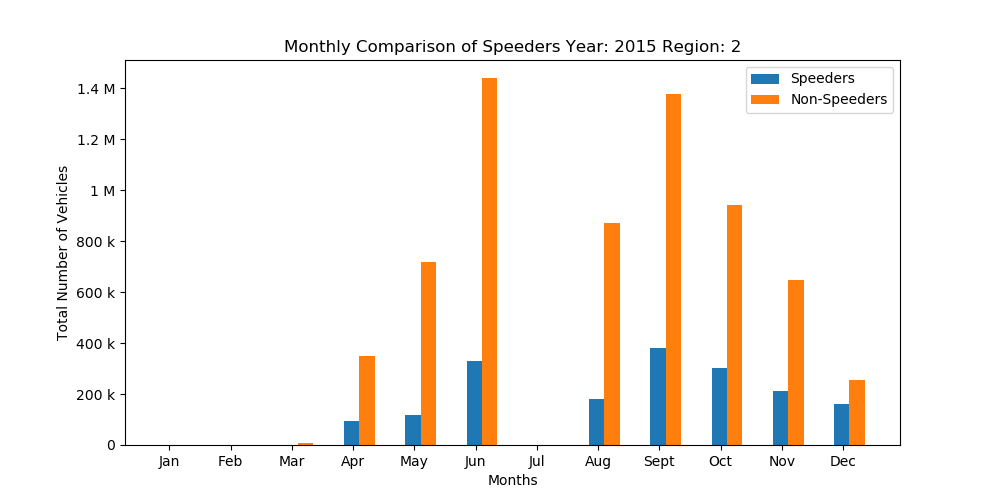 Monthly Comparison of Speeders Year: 2015 Region: 2
Speeders
Non-Speeders
Total Number of Vehicles
1.4 M
1.2 M
1 M
800 k
600 k
400 k
200 k
0
Jan Feb Mar Apr May Jun Jul Aug Sept Oct Nov Dec
Months